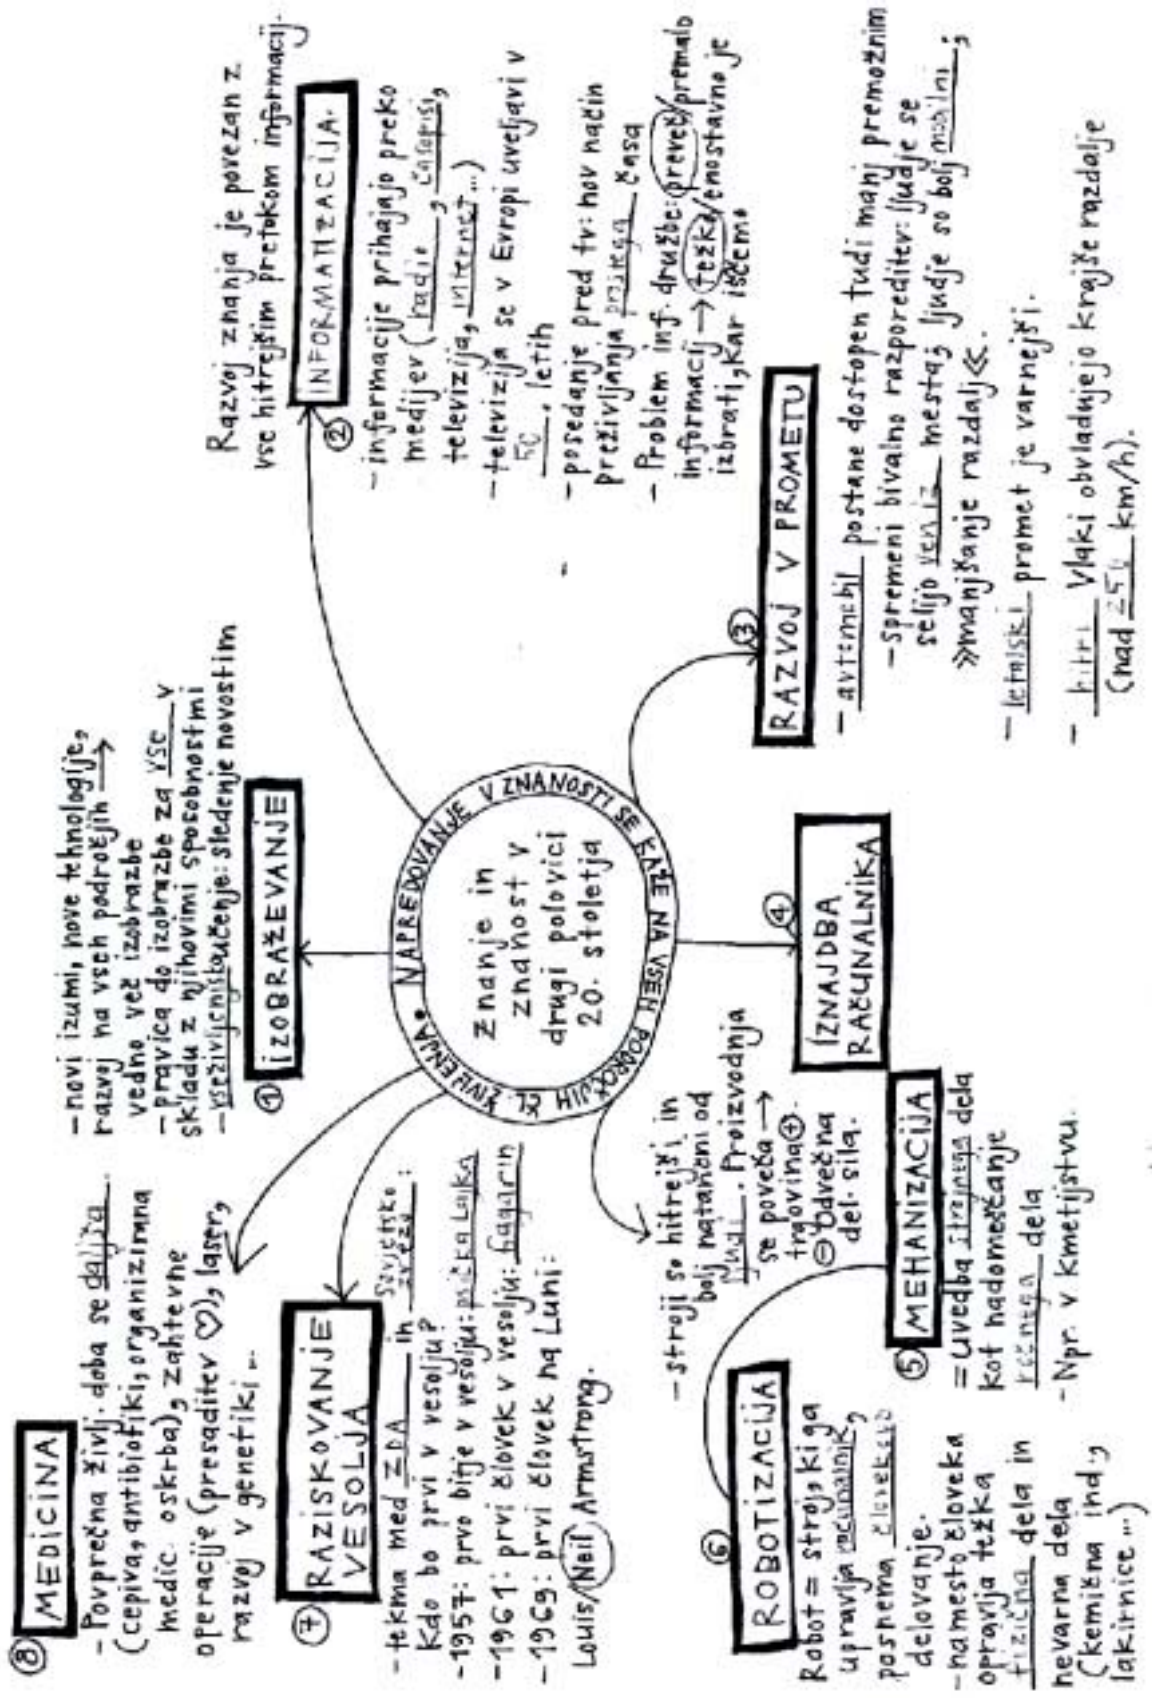 Znanje in
znanost v
drugi polovici
20. stoletja
NAPREDOVANJE V ZNANOSTI SE KAŽE NA VSEH PODROČJIH ČL. ŽIVLJENJA.
① IZOBRAŽEVANJE
- novi izumi, nove tehnologije,
razvoj na vseh področjih →
vedno več izobrazbe
- pravica do izobrazbe za vse v
skladu z njihovimi sposobnostmi
- vseživljenjsko učenje: sledenje novostim
Razvoj znanja je povezan z
vse hitrejšim pretokom informacij.
② INFORMATIZACIJA.
- informacije prihajajo preko
medijev (radio, časopisi,
televizija, internet...)
- televizija se v Evropi uveljavi v
50. letih
- posedanje pred tv: nov način
preživljanja prostega časa
- Problem inf. družbe: preveč/premalo
informacij → težko/enostavno je
izbrati, kar iščemo
③ RAZVOJ V PROMETU
- avtomobil postane dostopen tudi manj premožnim
- spremeni bivalno razporeditev: ljudje se
selijo ven iz mesta; ljudje so bolj mobilni;
»manjšanje razdalj«.
- letalski promet je varnejši.
- hitri vlaki obvladujejo krajše razdalje
(nad 250 km/h).
④ IZNAJDBA
RAČUNALNIKA
- stroji so hitrejši in
bolj natančni od
ljudi. Proizvodnja
se poveča →
trgovina ⊕.
⊖ Odvečna
del. sila.
⑤ MEHANIZACIJA
= uvedba strojnega dela
kot nadomeščanje
ročnega dela
- Npr. v kmetijstvu.
⑥ ROBOTIZACIJA
Robot = stroj, ki ga
upravlja računalnik,
posnema človeško
delovanje.
- namesto človeka
opravlja težka
fizična dela in
nevarna dela
(kemična ind.,
lakirnice...)
⑦ RAZISKOVANJE
VESOLJA
- tekma med ZDA in Sovjetsko
zvezo:
Kdo bo prvi v vesolju?
- 1957: prvo bitje v vesolju: psička Lajka
- 1961: prvi človek v vesolju: Gagarin
- 1969: prvi človek na Luni:
Louis/Neil Armstrong.
⑧ MEDICINA
- Povprečna življ. doba se daljša.
(cepiva, antibiotiki, organizirana
medic. oskrba), zahtevne
operacije (presaditev ♡), laser,
razvoj v genetiki...